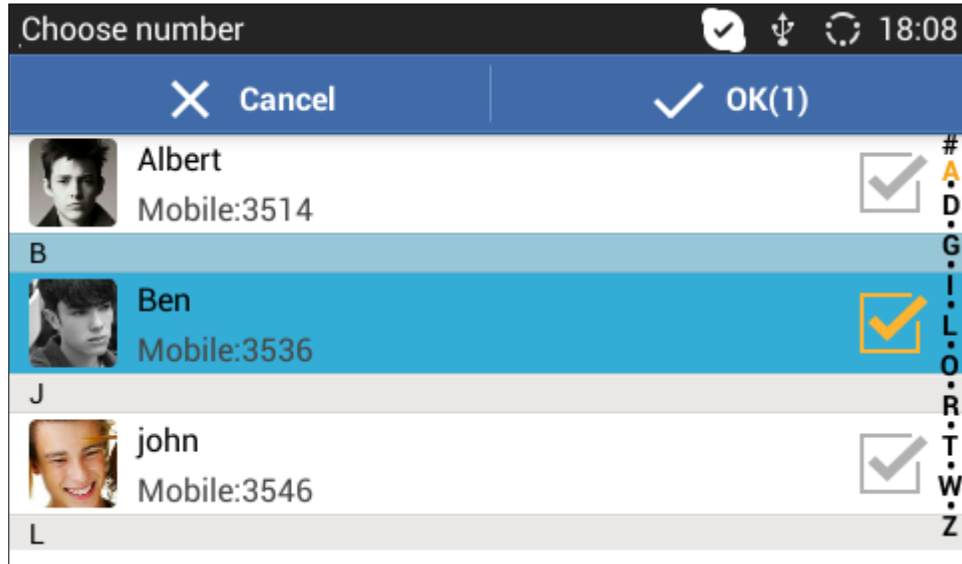 Choose number 18:08
Cancel OK(1)
Albert
Mobile:3514
B
Ben
Mobile:3536
J
john
Mobile:3546
L
#
A
D
G
I
L
O
R
T
W
Z